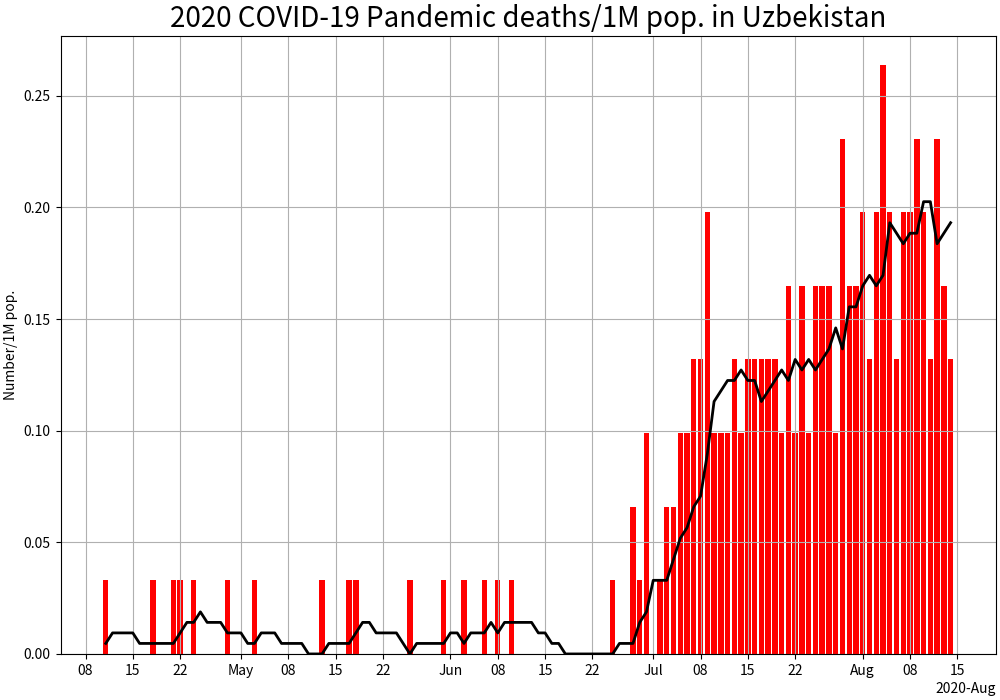 2020 COVID-19 Pandemic deaths/1M pop. in Uzbekistan
Number/1M pop.
0.25
0.20
0.15
0.10
0.05
0.00
08 15 22 May 08 15 22 Jun 08 15 22 Jul 08 15 22 Aug 08 15
2020-Aug